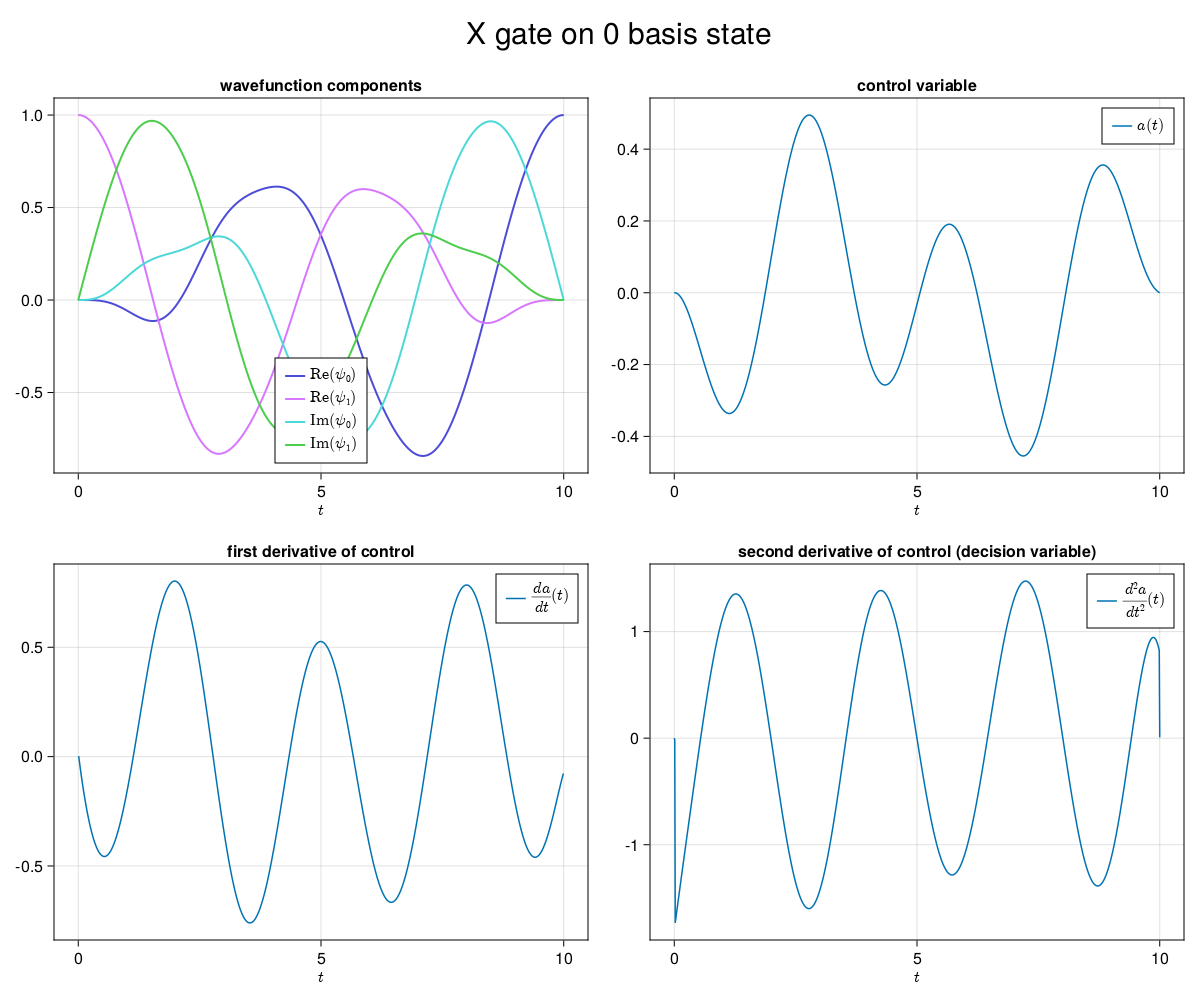 X gate on 0 basis state
wavefunction components
1.0
0.5
0.0
-0.5
Re(ψ₀)
Re(ψ₁)
Im(ψ₀)
Im(ψ₁)
0 5 10
t
control variable
0.4
0.2
0.0
-0.2
-0.4
a(t)
0 5 10
t
first derivative of control
0.5
0.0
-0.5
da/dt(t)
0 5 10
t
second derivative of control (decision variable)
1
0
-1
d²a/dt²(t)
0 5 10
t